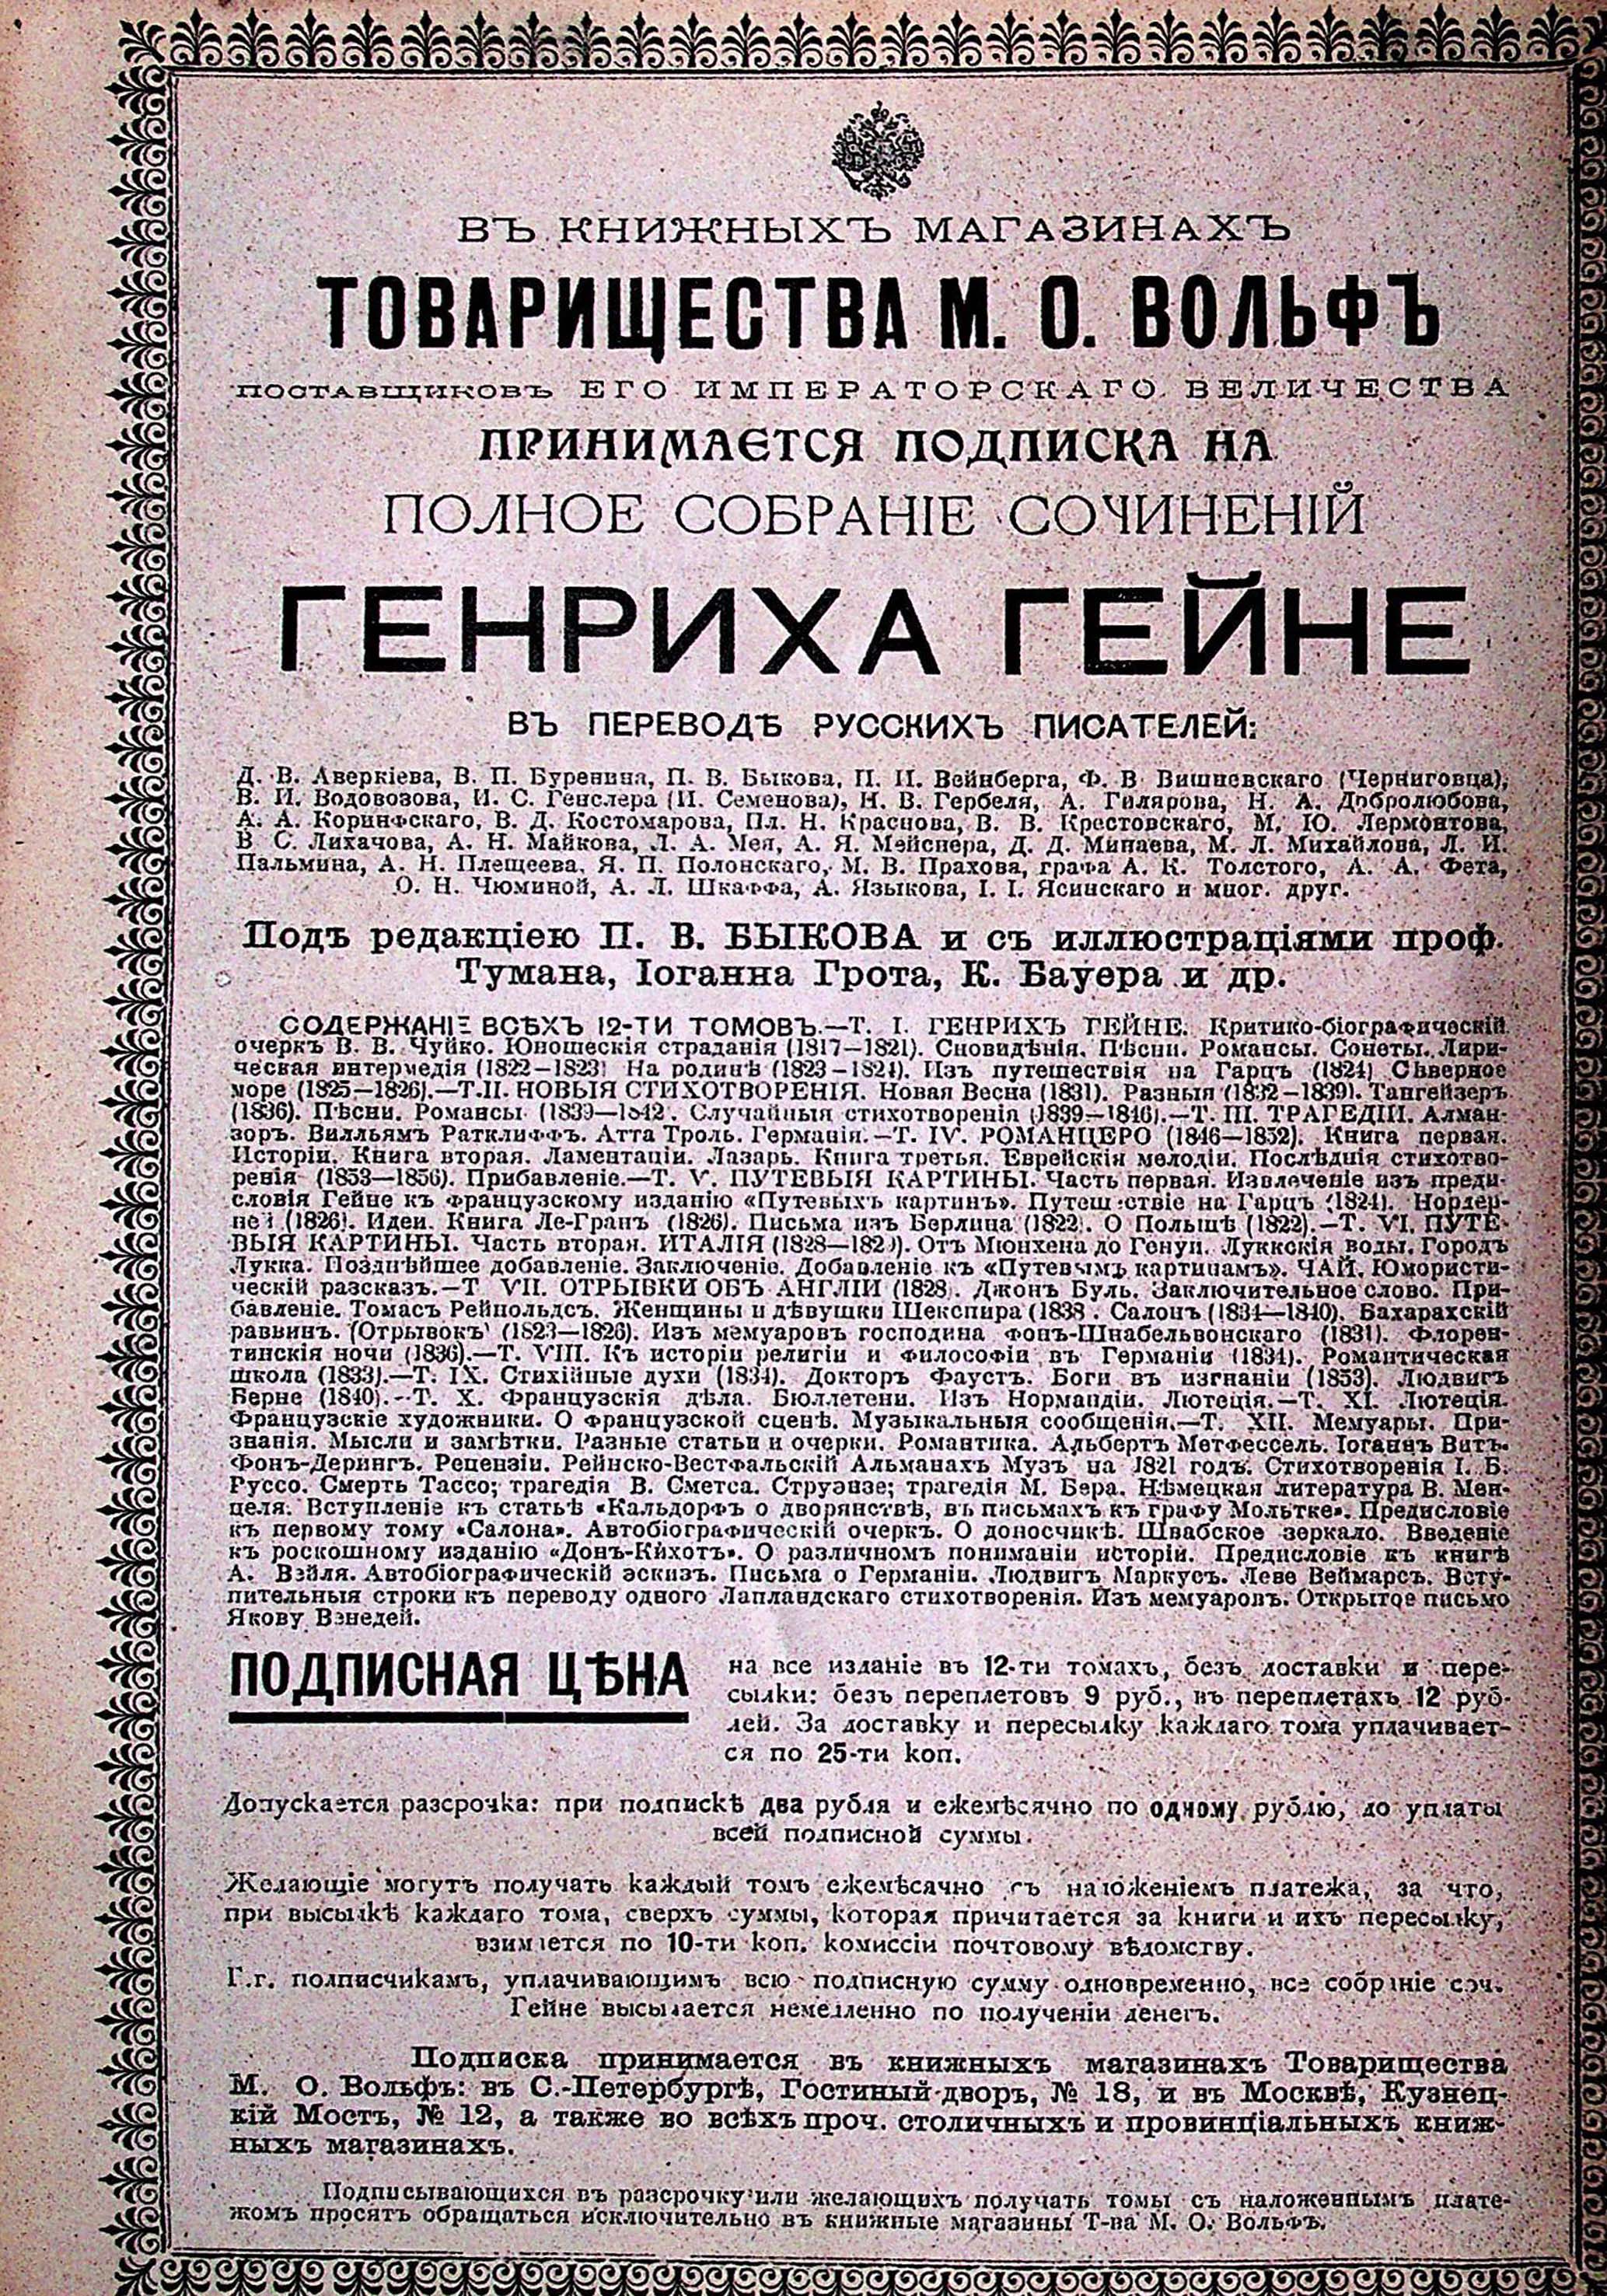 ВЪ КНИЖНЫХЪ МАГАЗИНАХЪ
ТОВАРИЩЕСТВА М. О. ВОЛЬФЪ
ПОСТАВЩИКОВЪ ЕГО ИМПЕРАТОРСКАГО ВЕЛИЧЕСТВА
ПРИНИМАЕТСЯ ПОДПИСКА НА
ПОЛНОЕ СОБРАНІЕ СОЧИНЕНІЙ
ГЕНРИХА ГЕЙНЕ
ВЪ ПЕРЕВОДѢ РУССКИХЪ ПИСАТЕЛЕЙ:
Д. В. Аверкіева, В. П. Буренина, П. В. Быкова, П. И. Вейнберга, Ф. В Вишневскаго (Черниговца),
В. И. Водовозова, И. С. Генслера (И. Семенова), Н. В. Гербеля, А. Гилярова, Н. А. Добролюбова,
А. А. Коринфскаго, В. Д. Костомарова, Пл. Н. Краснова, В. В. Крестовскаго, М. Ю. Лермонтова,
В С. Лихачова, А. Н. Майкова, Л. А. Мея, А. Я. Мейснера, Д. Д. Минаева, М. Л. Михайлова, Л. И.
Пальмина, А. Н. Плещеева, Я. П. Полонскаго, М. В. Прахова, графа А. К. Толстого, А. А. Фета,
О. Н. Чюминой, А. Л. Шкаффа, А. Языкова, І. І. Ясинскаго и мног. друг.
Подъ редакціею П. В. БЫКОВА и съ иллюстраціями проф.
Тумана, Іоганна Грота, К. Бауера и др.
СОДЕРЖАНІЕ ВСѢХЪ 12-ТИ ТОМОВЪ.—Т. I. ГЕНРИХЪ ГЕЙНЕ. Критико-біографическій
очеркъ В. В. Чуйко. Юношескія страданія (1817—1821). Сновидѣнія. Пѣсни. Романсы. Сонеты. Лири-
ческая интермедія (1822—1823) На родинѣ (1823—1824). Изъ путешествія на Гарцъ (1824) Сѣверное
море (1825—1826).—Т.II. НОВЫЯ СТИХОТВОРЕНІЯ. Новая Весна (1831). Разныя (1832—1839). Тангейзеръ
(1836). Пѣсни. Романсы (1839—1842. Случайныя стихотворенія (1839—1846).—Т. III. ТРАГЕДІИ. Алман-
зоръ. Вилльямъ Ратклиффъ. Атта Троль. Германія.—Т. IV. РОМАНЦЕРО (1846—1852). Книга первая.
Исторіи. Книга вторая. Ламентаціи. Лазарь. Книга третья. Еврейскія мелодіи. Послѣднія стихотво-
ренія (1853—1856). Прибавленіе.—Т. V. ПУТЕВЫЯ КАРТИНЫ. Часть первая. Извлеченіе изъ преди-
словія Гейне къ французскому изданію «Путевыхъ картинъ». Путешествіе на Гарцъ (1824). Нордер-
ней (1826). Идеи. Книга Ле-Гранъ (1826). Письма изъ Берлина (1822. О Польшѣ (1822).—Т. VI. ПУТЕ-
ВЫЯ КАРТИНЫ. Часть вторая. ИТАЛІЯ (1828—1829). Отъ Мюнхена до Генуи. Луккскія воды. Городъ
Лукка. Позднѣйшее добавленіе. Заключеніе. Добавленіе къ «Путевымъ картинамъ». ЧАЙ. Юмористи-
ческій разсказъ.—Т VII. ОТРЫВКИ ОБЪ АНГЛІИ (1828. Джонъ Буль. Заключительное слово. При-
бавленіе. Томасъ Рейнольдсъ. Женщины и дѣвушки Шекспира (1838 . Салонъ (1834—1840). Бахарахскій
раввинъ. (Отрывокъ) (1823—1826). Изъ мемуаровъ господина фонъ-Шнабельвонскаго (1831). Флорен-
тинскія ночи (1836).—Т. VIII. Къ исторіи религіи и философіи въ Германіи (1834). Романтическая
школа (1833).—Т. IX. Стихійные духи (1834). Докторъ Фаустъ. Боги въ изгнаніи (1853). Людвигъ
Берне (1840).—Т. X. Французскія дѣла. Бюллетени. Изъ Нормандіи. Лютеція.—Т. XI. Лютеція.
Французскіе художники. О французской сценѣ. Музыкальныя сообщенія.—Т. XII. Мемуары. При-
знанія. Мысли и замѣтки. Разные статьи и очерки. Романтика. Альбертъ Метфессель. Іоганнъ Витъ-
Фонъ-Дерингъ. Рецензіи. Рейнско-Вестфальскій Альманахъ Музъ на 1821 годъ. Стихотворенія І. Б.
Руссо. Смерть Тассо; трагедія В. Сметса. Струэнзе; трагедія М. Бера. Нѣмецкая литература В. Мен-
целя. Вступленіе къ статьѣ «Кальдорфъ о дворянствѣ, въ письмахъ къ графу Мольтке». Предисловіе
къ первому тому «Салона». Автобіографическій очеркъ. О доносчикѣ. Швабское зеркало. Введеніе
къ роскошному изданію «Донъ-Кихотъ». О различномъ пониманіи исторіи. Предисловіе къ книгѣ
А. Вэйля. Автобіографическій эскизъ. Письма о Германіи. Людвигъ Маркусъ. Леве Веймарсъ. Всту-
пительныя строки къ переводу одного Лапландскаго стихотворенія. Изъ мемуаровъ. Открытое письмо
Якову Вэнедей.
ПОДПИСНАЯ ЦѢНА
на все изданіе въ 12-ти томахъ, безъ доставки и пере-
сылки: безъ переплетовъ 9 руб., въ переплетахъ 12 руб-
лей. За доставку и пересылку каждаго тома уплачивает-
ся по 25-ти коп.
Допускается разсрочка: при подпискѣ два рубля и ежемѣсячно по одному рублю, до уплаты
всей подписной суммы.
Желающіе могутъ получать каждый томъ ежемѣсячно съ наложеніемъ платежа, за что,
при высылкѣ каждаго тома, сверхъ суммы, которая причитается за книги и ихъ пересылку,
взимается по 10-ти коп. комиссіи почтовому вѣдомству.
Г.г. подписчикамъ, уплачивающимъ всю подписную сумму одновременно, все собраніе соч.
Гейне высылается немедленно по полученіи денегъ.
Подписка принимается въ книжныхъ магазинахъ Товарищества
М. О. Вольфъ: въ С.-Петербургѣ, Гостиный дворъ, № 18, и въ Москвѣ, Кузнец-
кій Мостъ, № 12, а также во всѣхъ проч. столичныхъ и провинціальныхъ книж-
ныхъ магазинахъ.
Подписывающихся въ разсрочку или желающихъ получать томы съ наложеннымъ плате-
жомъ просятъ обращаться исключительно въ книжные магазины Т-ва М. О. Вольфъ.